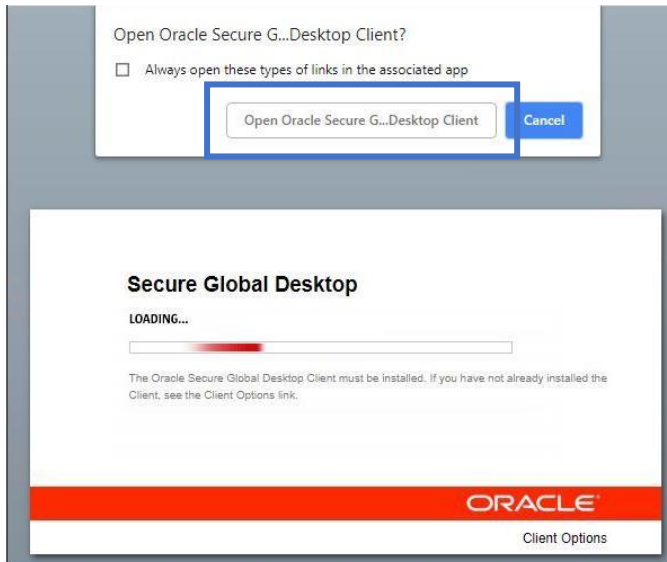 Open Oracle Secure G...Desktop Client?
Always open these types of links in the associated app
Open Oracle Secure G...Desktop Client
Cancel
Secure Global Desktop
LOADING...
The Oracle Secure Global Desktop Client must be installed. If you have not already installed the
Client, see the Client Options link.
ORACLE
Client Options